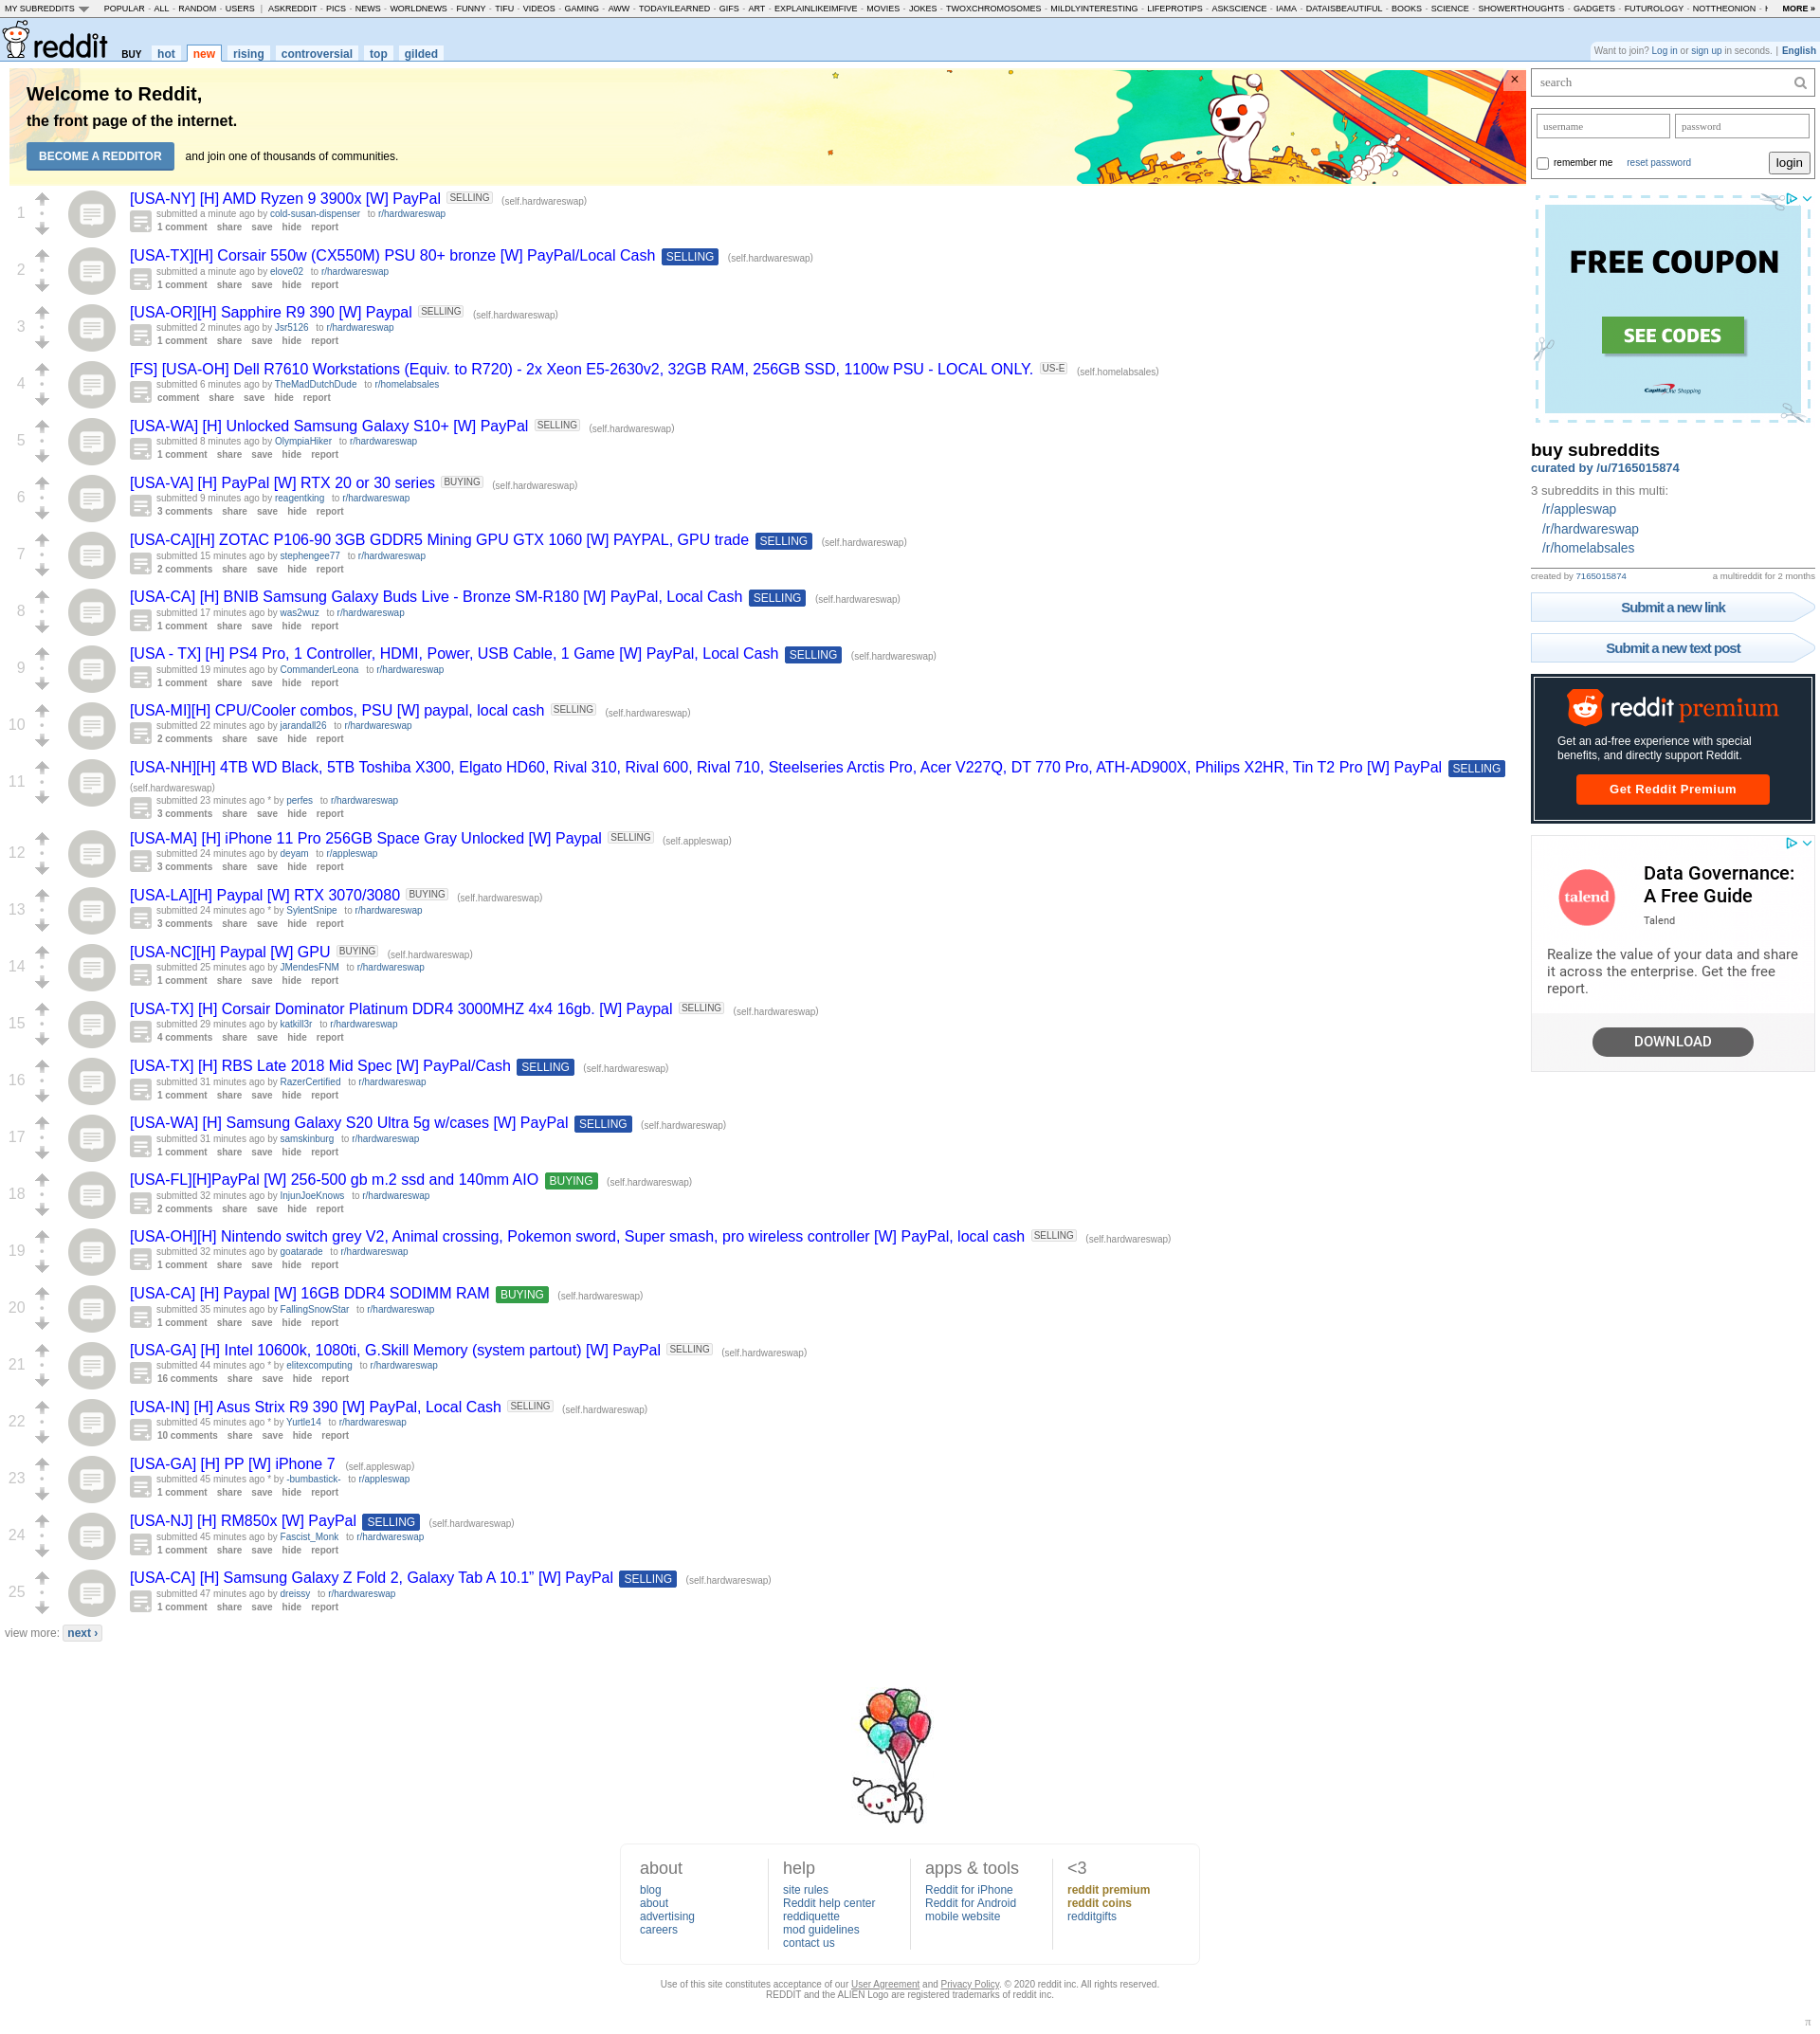 MY SUBREDDITS POPULAR - ALL - RANDOM - USERS | ASKREDDIT - PICS - NEWS - WORLDNEWS - FUNNY - TIFU - VIDEOS - GAMING - AWW - TODAYILEARNED - GIFS - ART - EXPLAINLIKEIMFIVE - MOVIES - JOKES - TWOXCHROMOSOMES - MILDLYINTERESTING - LIFEPROTIPS - ASKSCIENCE - IAMA - DATAISBEAUTIFUL - BOOKS - SCIENCE - SHOWERTHOUGHTS - GADGETS - FUTUROLOGY - NOTTHEONION - MORE »
reddit BUY hot new rising controversial top gilded
Want to join? Log in or sign up in seconds. | English
Welcome to Reddit,
the front page of the internet.
BECOME A REDDITOR and join one of thousands of communities.
×
1
[USA-NY] [H] AMD Ryzen 9 3900x [W] PayPal SELLING (self.hardwareswap)
submitted a minute ago by cold-susan-dispenser to r/hardwareswap
1 comment share save hide report
2
[USA-TX][H] Corsair 550w (CX550M) PSU 80+ bronze [W] PayPal/Local Cash SELLING (self.hardwareswap)
submitted a minute ago by elove02 to r/hardwareswap
1 comment share save hide report
3
[USA-OR][H] Sapphire R9 390 [W] Paypal SELLING (self.hardwareswap)
submitted 2 minutes ago by Jsr5126 to r/hardwareswap
1 comment share save hide report
4
[FS] [USA-OH] Dell R7610 Workstations (Equiv. to R720) - 2x Xeon E5-2630v2, 32GB RAM, 256GB SSD, 1100w PSU - LOCAL ONLY. US-E (self.homelabsales)
submitted 6 minutes ago by TheMadDutchDude to r/homelabsales
comment share save hide report
5
[USA-WA] [H] Unlocked Samsung Galaxy S10+ [W] PayPal SELLING (self.hardwareswap)
submitted 8 minutes ago by OlympiaHiker to r/hardwareswap
1 comment share save hide report
6
[USA-VA] [H] PayPal [W] RTX 20 or 30 series BUYING (self.hardwareswap)
submitted 9 minutes ago by reagentking to r/hardwareswap
3 comments share save hide report
7
[USA-CA][H] ZOTAC P106-90 3GB GDDR5 Mining GPU GTX 1060 [W] PAYPAL, GPU trade SELLING (self.hardwareswap)
submitted 15 minutes ago by stephengee77 to r/hardwareswap
2 comments share save hide report
8
[USA-CA] [H] BNIB Samsung Galaxy Buds Live - Bronze SM-R180 [W] PayPal, Local Cash SELLING (self.hardwareswap)
submitted 17 minutes ago by was2wuz to r/hardwareswap
1 comment share save hide report
9
[USA - TX] [H] PS4 Pro, 1 Controller, HDMI, Power, USB Cable, 1 Game [W] PayPal, Local Cash SELLING (self.hardwareswap)
submitted 19 minutes ago by CommanderLeona to r/hardwareswap
1 comment share save hide report
10
[USA-MI][H] CPU/Cooler combos, PSU [W] paypal, local cash SELLING (self.hardwareswap)
submitted 22 minutes ago by jarandall26 to r/hardwareswap
2 comments share save hide report
11
[USA-NH][H] 4TB WD Black, 5TB Toshiba X300, Elgato HD60, Rival 310, Rival 600, Rival 710, Steelseries Arctis Pro, Acer V227Q, DT 770 Pro, ATH-AD900X, Philips X2HR, Tin T2 Pro [W] PayPal SELLING
(self.hardwareswap)
submitted 23 minutes ago * by perfes to r/hardwareswap
3 comments share save hide report
12
[USA-MA] [H] iPhone 11 Pro 256GB Space Gray Unlocked [W] Paypal SELLING (self.appleswap)
submitted 24 minutes ago by deyam to r/appleswap
3 comments share save hide report
13
[USA-LA][H] Paypal [W] RTX 3070/3080 BUYING (self.hardwareswap)
submitted 24 minutes ago * by SylentSnipe to r/hardwareswap
3 comments share save hide report
14
[USA-NC][H] Paypal [W] GPU BUYING (self.hardwareswap)
submitted 25 minutes ago by JMendesFNM to r/hardwareswap
1 comment share save hide report
15
[USA-TX] [H] Corsair Dominator Platinum DDR4 3000MHZ 4x4 16gb. [W] Paypal SELLING (self.hardwareswap)
submitted 29 minutes ago by katkill3r to r/hardwareswap
4 comments share save hide report
16
[USA-TX] [H] RBS Late 2018 Mid Spec [W] PayPal/Cash SELLING (self.hardwareswap)
submitted 31 minutes ago by RazerCertified to r/hardwareswap
1 comment share save hide report
17
[USA-WA] [H] Samsung Galaxy S20 Ultra 5g w/cases [W] PayPal SELLING (self.hardwareswap)
submitted 31 minutes ago by samskinburg to r/hardwareswap
1 comment share save hide report
18
[USA-FL][H]PayPal [W] 256-500 gb m.2 ssd and 140mm AIO BUYING (self.hardwareswap)
submitted 32 minutes ago by InjunJoeKnows to r/hardwareswap
2 comments share save hide report
19
[USA-OH][H] Nintendo switch grey V2, Animal crossing, Pokemon sword, Super smash, pro wireless controller [W] PayPal, local cash SELLING (self.hardwareswap)
submitted 32 minutes ago by goatarade to r/hardwareswap
1 comment share save hide report
20
[USA-CA] [H] Paypal [W] 16GB DDR4 SODIMM RAM BUYING (self.hardwareswap)
submitted 35 minutes ago by FallingSnowStar to r/hardwareswap
1 comment share save hide report
21
[USA-GA] [H] Intel 10600k, 1080ti, G.Skill Memory (system partout) [W] PayPal SELLING (self.hardwareswap)
submitted 44 minutes ago * by elitexcomputing to r/hardwareswap
16 comments share save hide report
22
[USA-IN] [H] Asus Strix R9 390 [W] PayPal, Local Cash SELLING (self.hardwareswap)
submitted 45 minutes ago * by Yurtle14 to r/hardwareswap
10 comments share save hide report
23
[USA-GA] [H] PP [W] iPhone 7 (self.appleswap)
submitted 45 minutes ago * by -bumbastick- to r/appleswap
1 comment share save hide report
24
[USA-NJ] [H] RM850x [W] PayPal SELLING (self.hardwareswap)
submitted 45 minutes ago by Fascist_Monk to r/hardwareswap
1 comment share save hide report
25
[USA-CA] [H] Samsung Galaxy Z Fold 2, Galaxy Tab A 10.1” [W] PayPal SELLING (self.hardwareswap)
submitted 47 minutes ago by dreissy to r/hardwareswap
1 comment share save hide report
view more: next ›
search
username password
remember me reset password login
FREE COUPON
SEE CODES
Shopping
buy subreddits
curated by /u/7165015874
3 subreddits in this multi:
/r/appleswap
/r/hardwareswap
/r/homelabsales
created by 7165015874 a multireddit for 2 months
Submit a new link
Submit a new text post
reddit premium
Get an ad-free experience with special
benefits, and directly support Reddit.
Get Reddit Premium
talend
Data Governance:
A Free Guide
Talend
Realize the value of your data and share
it across the enterprise. Get the free
report.
DOWNLOAD
about
blog
about
advertising
careers
help
site rules
Reddit help center
reddiquette
mod guidelines
contact us
apps & tools
Reddit for iPhone
Reddit for Android
mobile website
<3
reddit premium
reddit coins
redditgifts
Use of this site constitutes acceptance of our User Agreement and Privacy Policy. © 2020 reddit inc. All rights reserved.
REDDIT and the ALIEN Logo are registered trademarks of reddit inc.
π